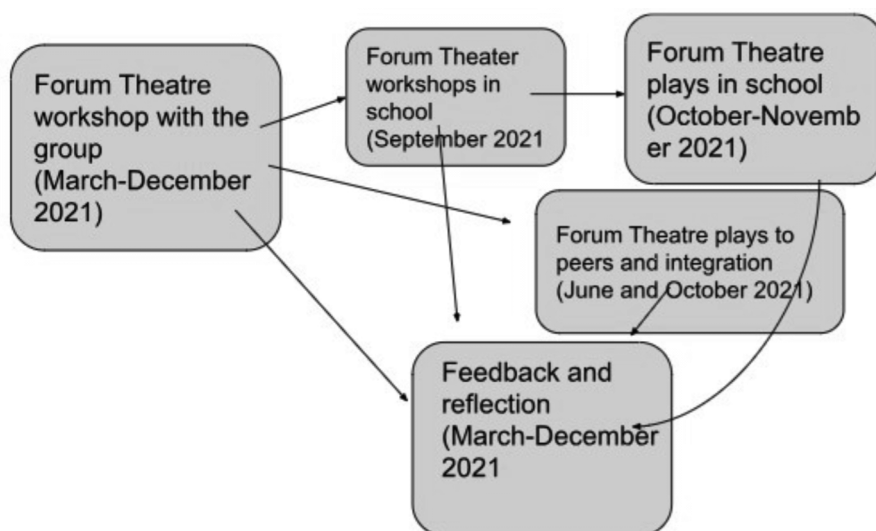 Forum Theatre
workshop with the
group
(March-December
2021)
Forum Theater
workshops in
school
(September 2021
Forum Theatre
plays in school
(October-Novemb
er 2021)
Forum Theatre plays to
peers and integration
(June and October 2021)
Feedback and
reflection
(March-December
2021